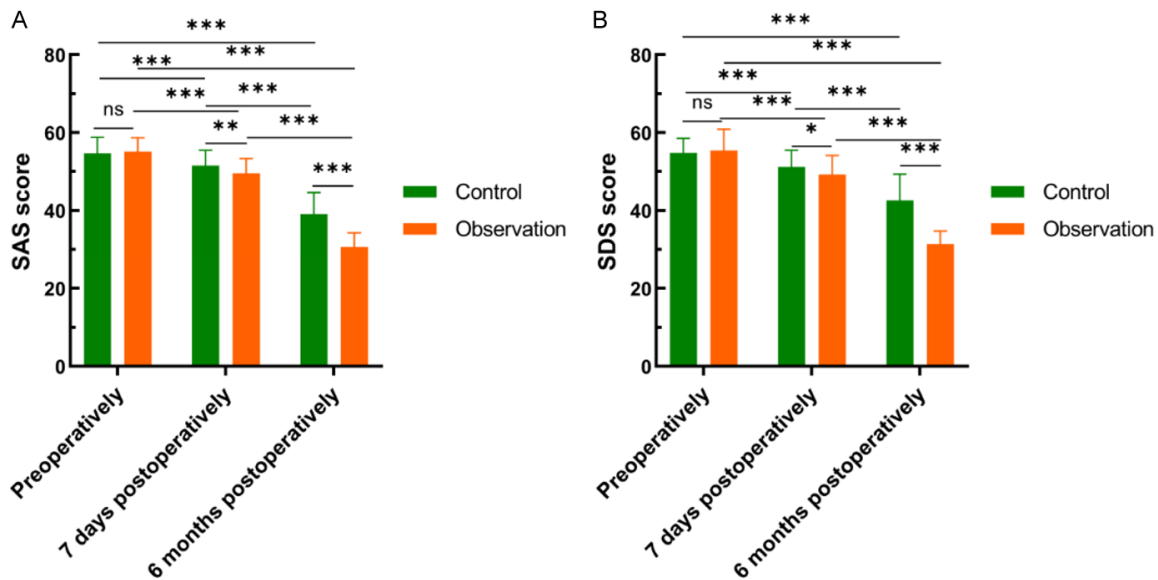 A
***
***
***
***
***
ns
**
***
***
80
60
40
20
0
SAS score
Control
Observation
Preoperatively
7 days postoperatively
6 months postoperatively
B
***
***
***
***
***
ns
*
***
***
80
60
40
20
0
SDS score
Control
Observation
Preoperatively
7 days postoperatively
6 months postoperatively